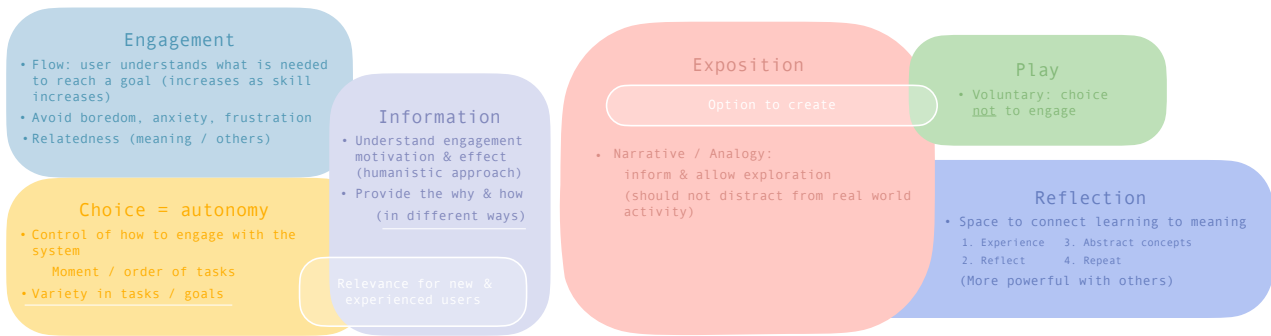 Engagement
• Flow: user understands what is needed
to reach a goal (increases as skill
increases)
• Avoid boredom, anxiety, frustration
• Relatedness (meaning / others)
Choice = autonomy
• Control of how to engage with the
system
Moment / order of tasks
• Variety in tasks / goals
Information
• Understand engagement
motivation & effect
(humanistic approach)
• Provide the why & how
(in different ways)
Relevance for new &
experienced users
Exposition
Option to create
• Narrative / Analogy:
inform & allow exploration
(should not distract from real world
activity)
Play
• Voluntary: choice
not to engage
Reflection
• Space to connect learning to meaning
1. Experience 3. Abstract concepts
2. Reflect 4. Repeat
(More powerful with others)